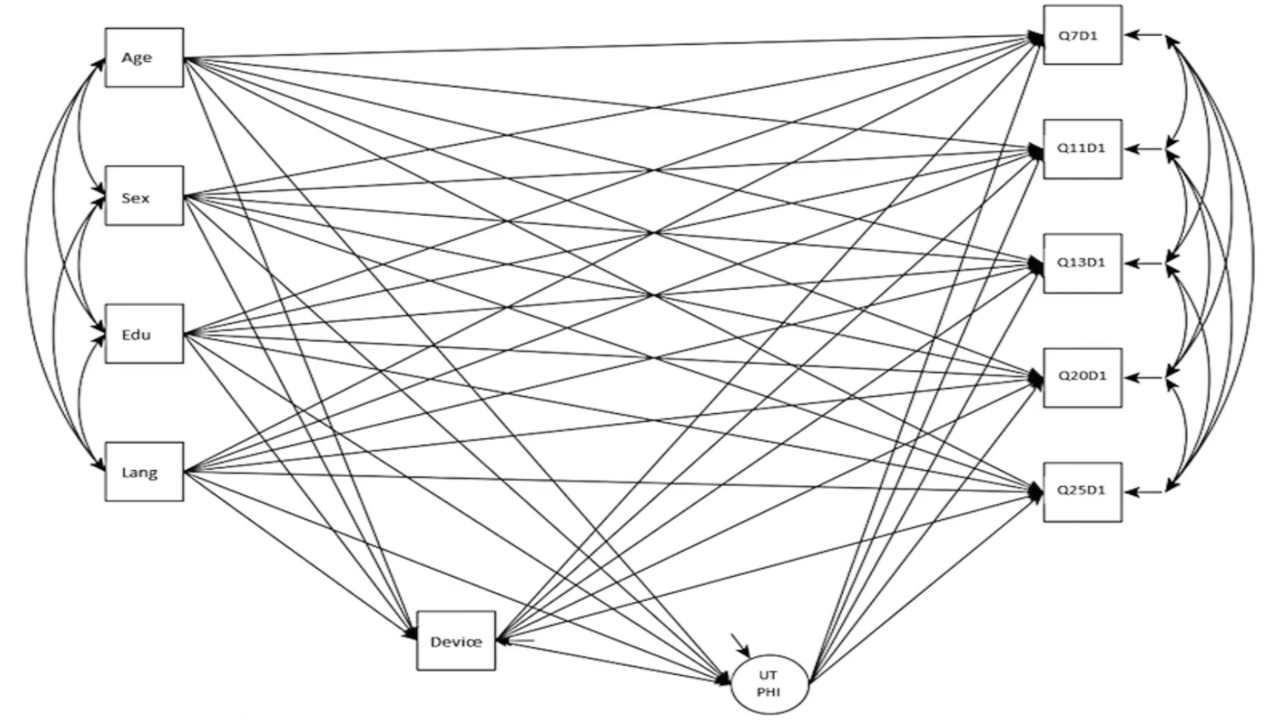 Age
Sex
Edu
Lang
Device
UT
PHI
Q7D1
Q11D1
Q13D1
Q20D1
Q25D1